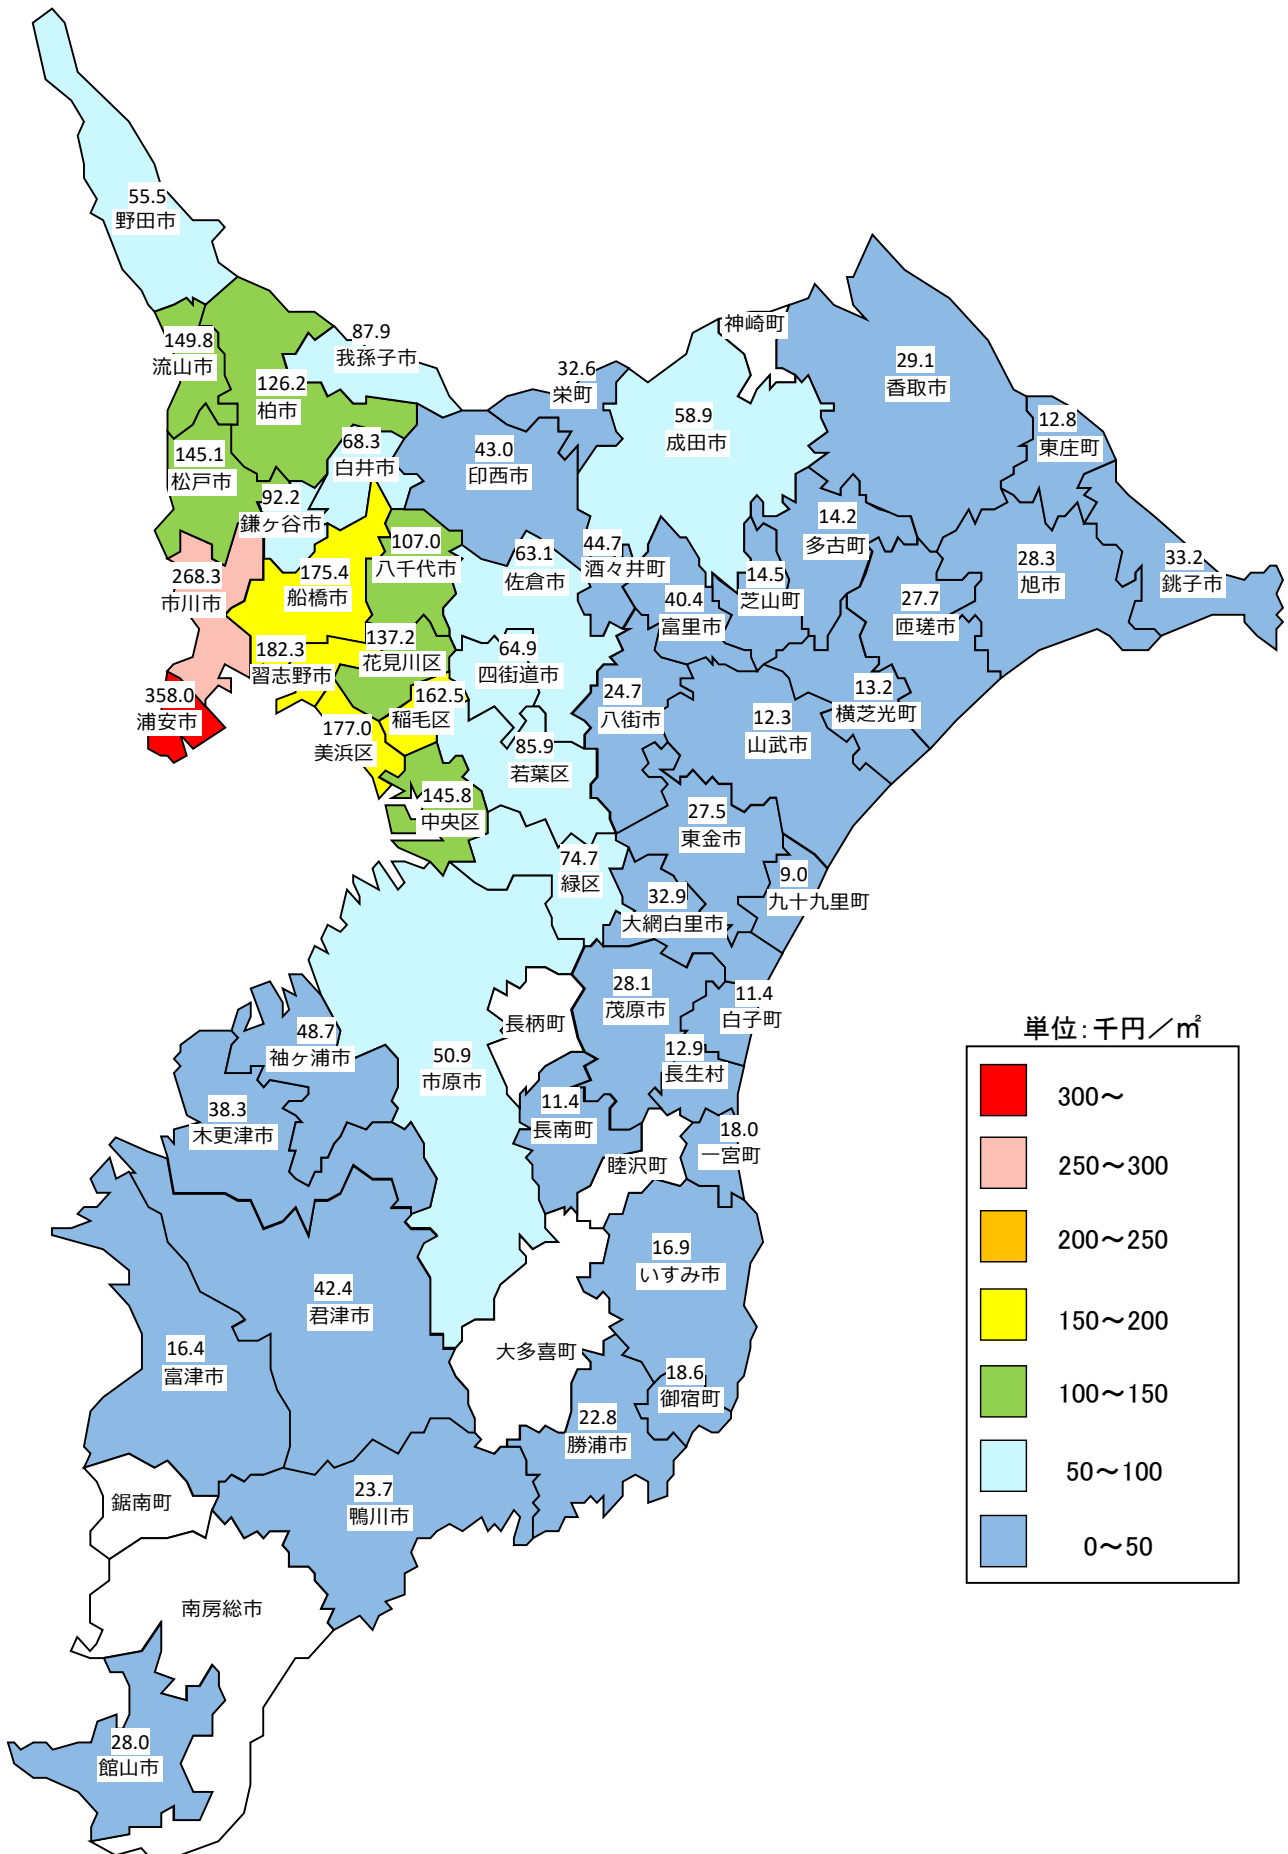 55.5
野田市
149.8
流山市
87.9
我孫子市
126.2
柏市
32.6
栄町
神崎町
29.1
香取市
58.9
成田市
12.8
東庄町
145.1
松戸市
68.3
白井市
43.0
印西市
92.2
鎌ヶ谷市
14.2
多古町
107.0
八千代市
63.1
佐倉市
44.7
酒々井町
28.3
旭市
33.2
銚子市
268.3
市川市
175.4
船橋市
14.5
芝山町
40.4
富里市
27.7
匝瑳市
182.3
習志野市
137.2
花見川区
64.9
四街道市
358.0
浦安市
162.5
稲毛区
24.7
八街市
13.2
横芝光町
177.0
美浜区
12.3
山武市
85.9
若葉区
145.8
中央区
27.5
東金市
74.7
緑区
9.0
九十九里町
32.9
大網白里市
28.1
茂原市
11.4
白子町
長柄町
48.7
袖ヶ浦市
50.9
市原市
12.9
長生村
38.3
木更津市
11.4
長南町
18.0
一宮町
睦沢町
16.9
いすみ市
42.4
君津市
16.4
富津市
大多喜町
18.6
御宿町
22.8
勝浦市
鋸南町
23.7
鴨川市
南房総市
28.0
館山市
単位:千円/㎡
300~
250~300
200~250
150~200
100~150
50~100
0~50